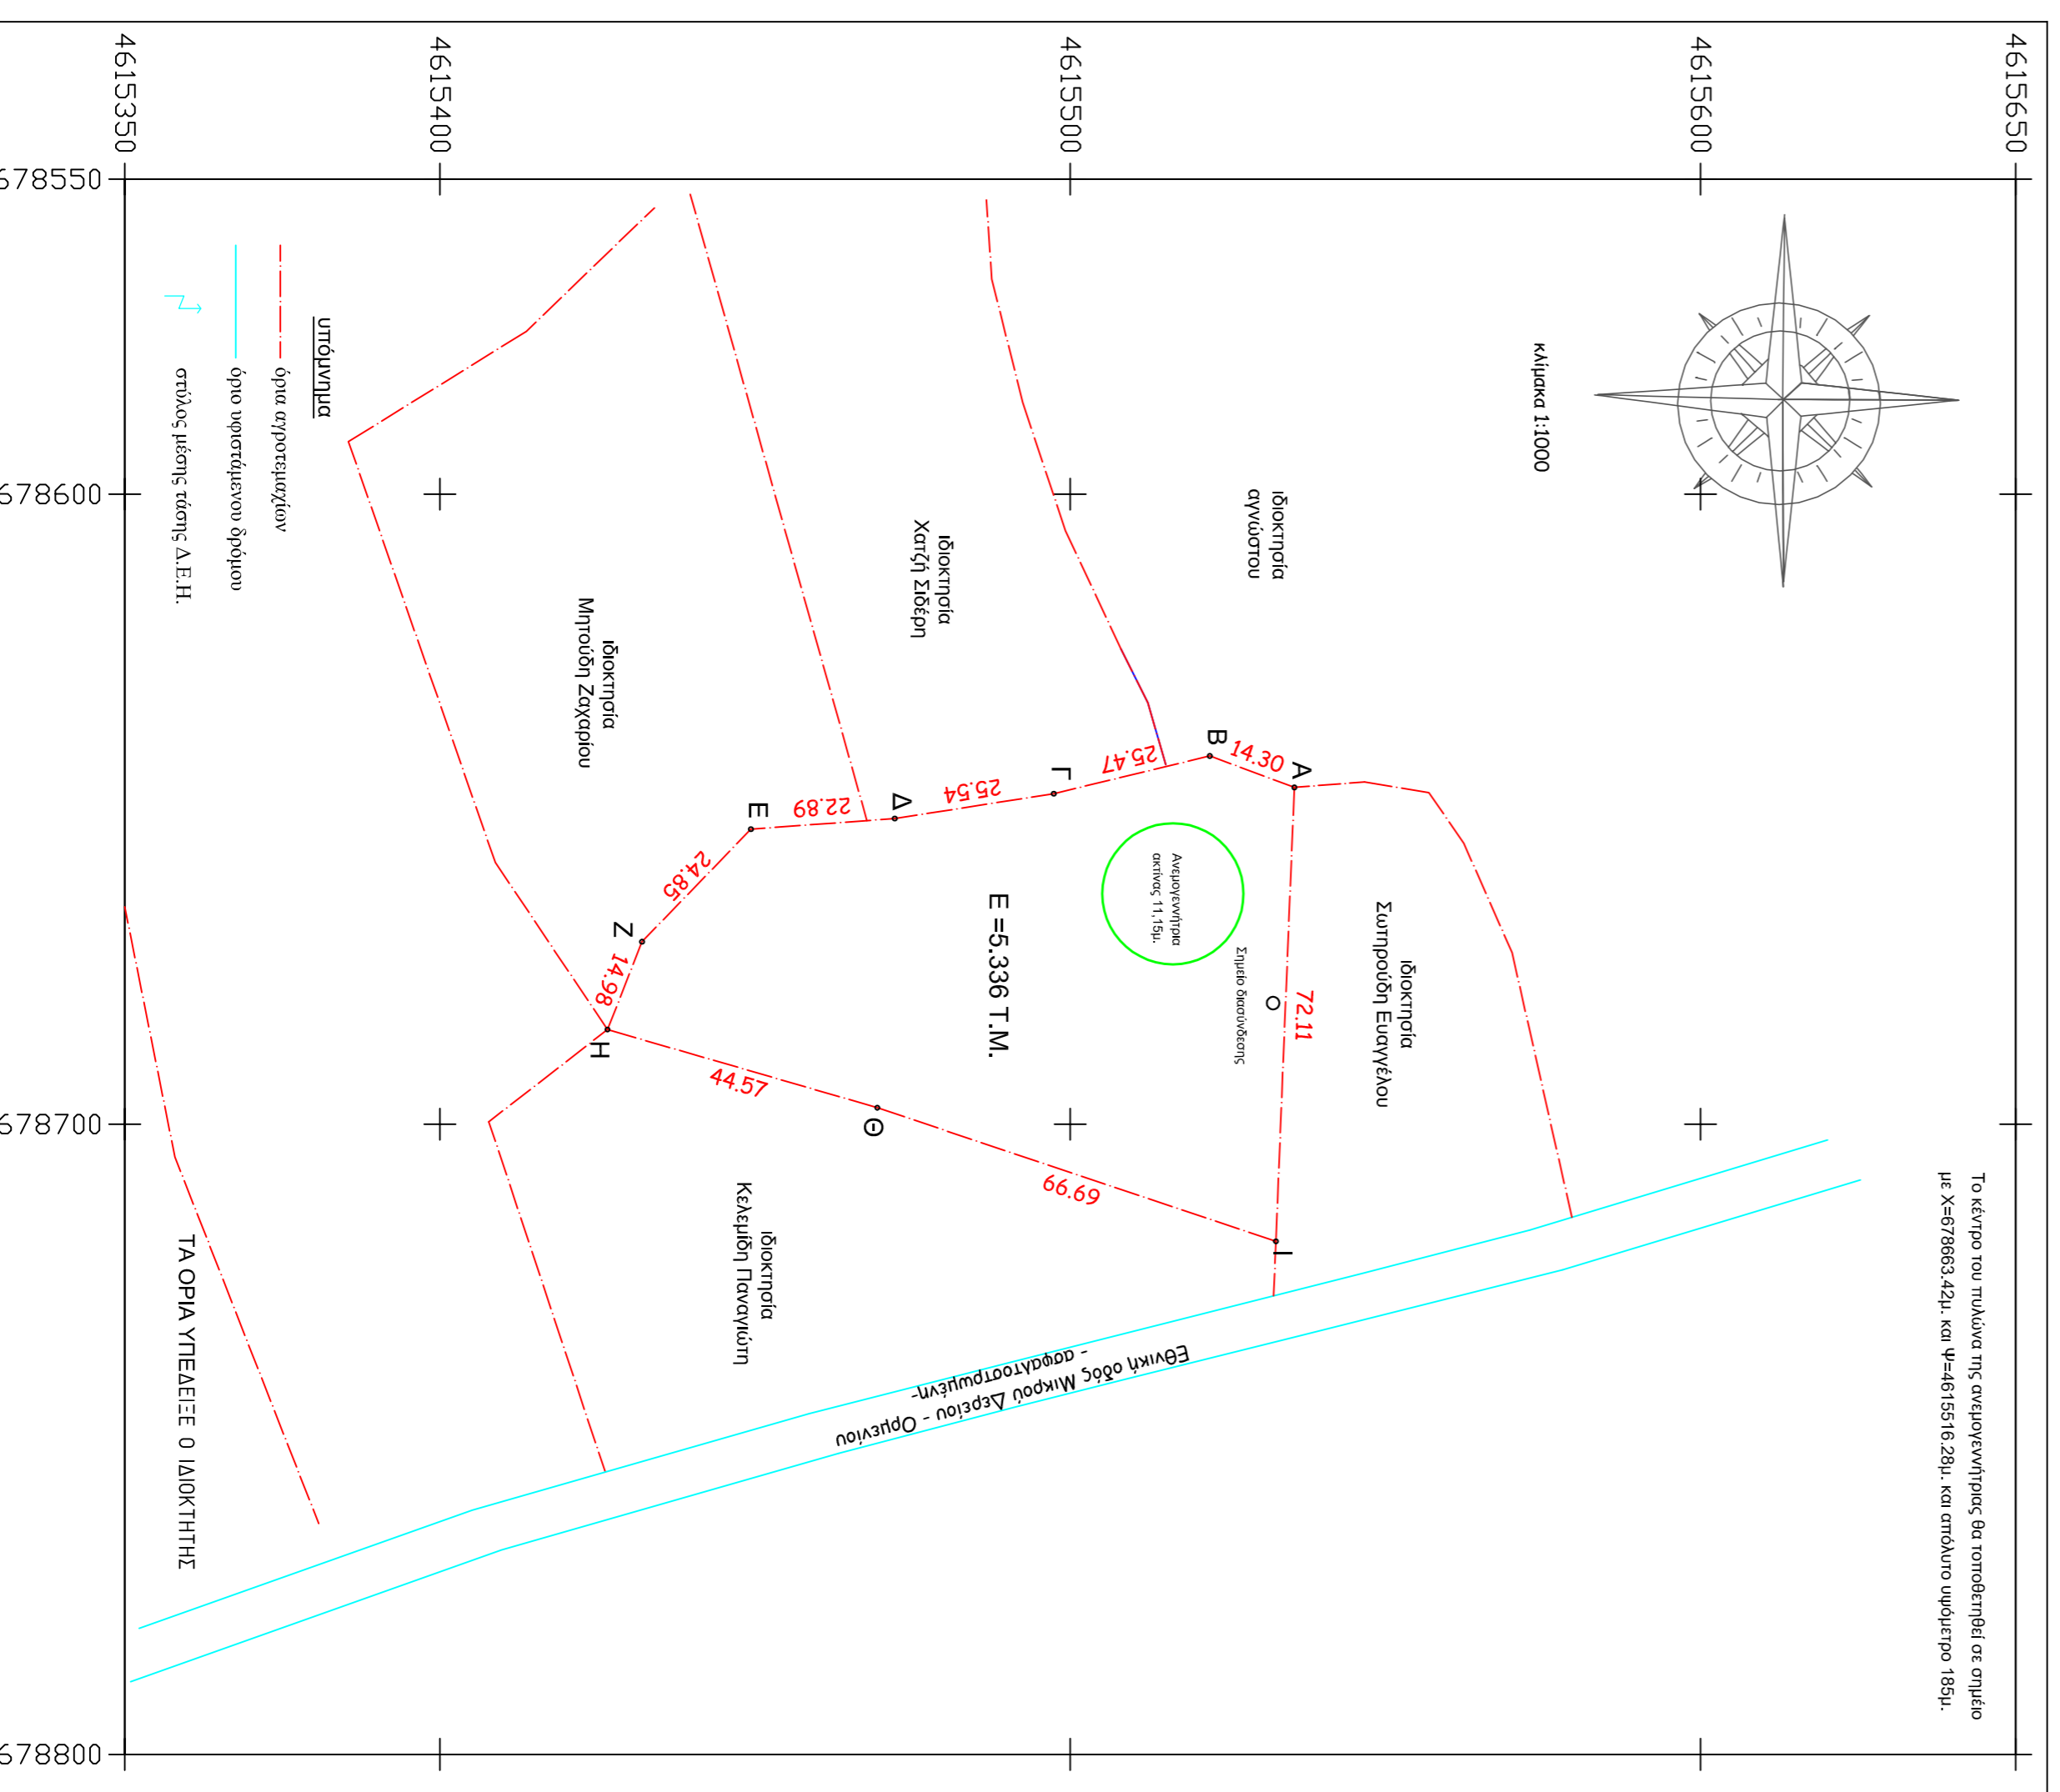 Το κέντρο του πυλώνα της ανεμογεννήτριας θα τοποθετηθεί σε σημείο
με Χ=678663.42μ. και Ψ=4615516.28μ. και απόλυτο υψόμετρο 185μ.
4615650
4615600
4615500
4615400
4615350
678550
678600
678700
678800
κλίμακα 1:1000
ιδιοκτησία
αγνώστου
ιδιοκτησία
Σωτηρούδη Ευαγγέλου
ιδιοκτησία
Χατζή Σιδέρη
ιδιοκτησία
Μητούδη Ζαχαρίου
ιδιοκτησία
Κελεμίδη Παναγιώτη
Α
Β
Γ
Δ
Ε
Ζ
Η
Θ
Ι
14.30
25.47
25.54
22.89
24.85
14.98
44.57
66.69
72.11
Σημείο διασύνδεσης
Ανεμογεννήτρια
ακτίνας 11,15μ.
Ε =5.336 Τ.Μ.
Εθνική οδός Μικρού Δερείου - Ορμενίου
- ασφαλτοστρωμένη-
υπόμνημα
όρια αγροτεμαχίων
όριο υφιστάμενου δρόμου
στύλος μέσης τάσης Δ.Ε.Η.
ΤΑ ΟΡΙΑ ΥΠΕΔΕΙΞΕ 0 ΙΔΙΟΚΤΗΤΗΣ